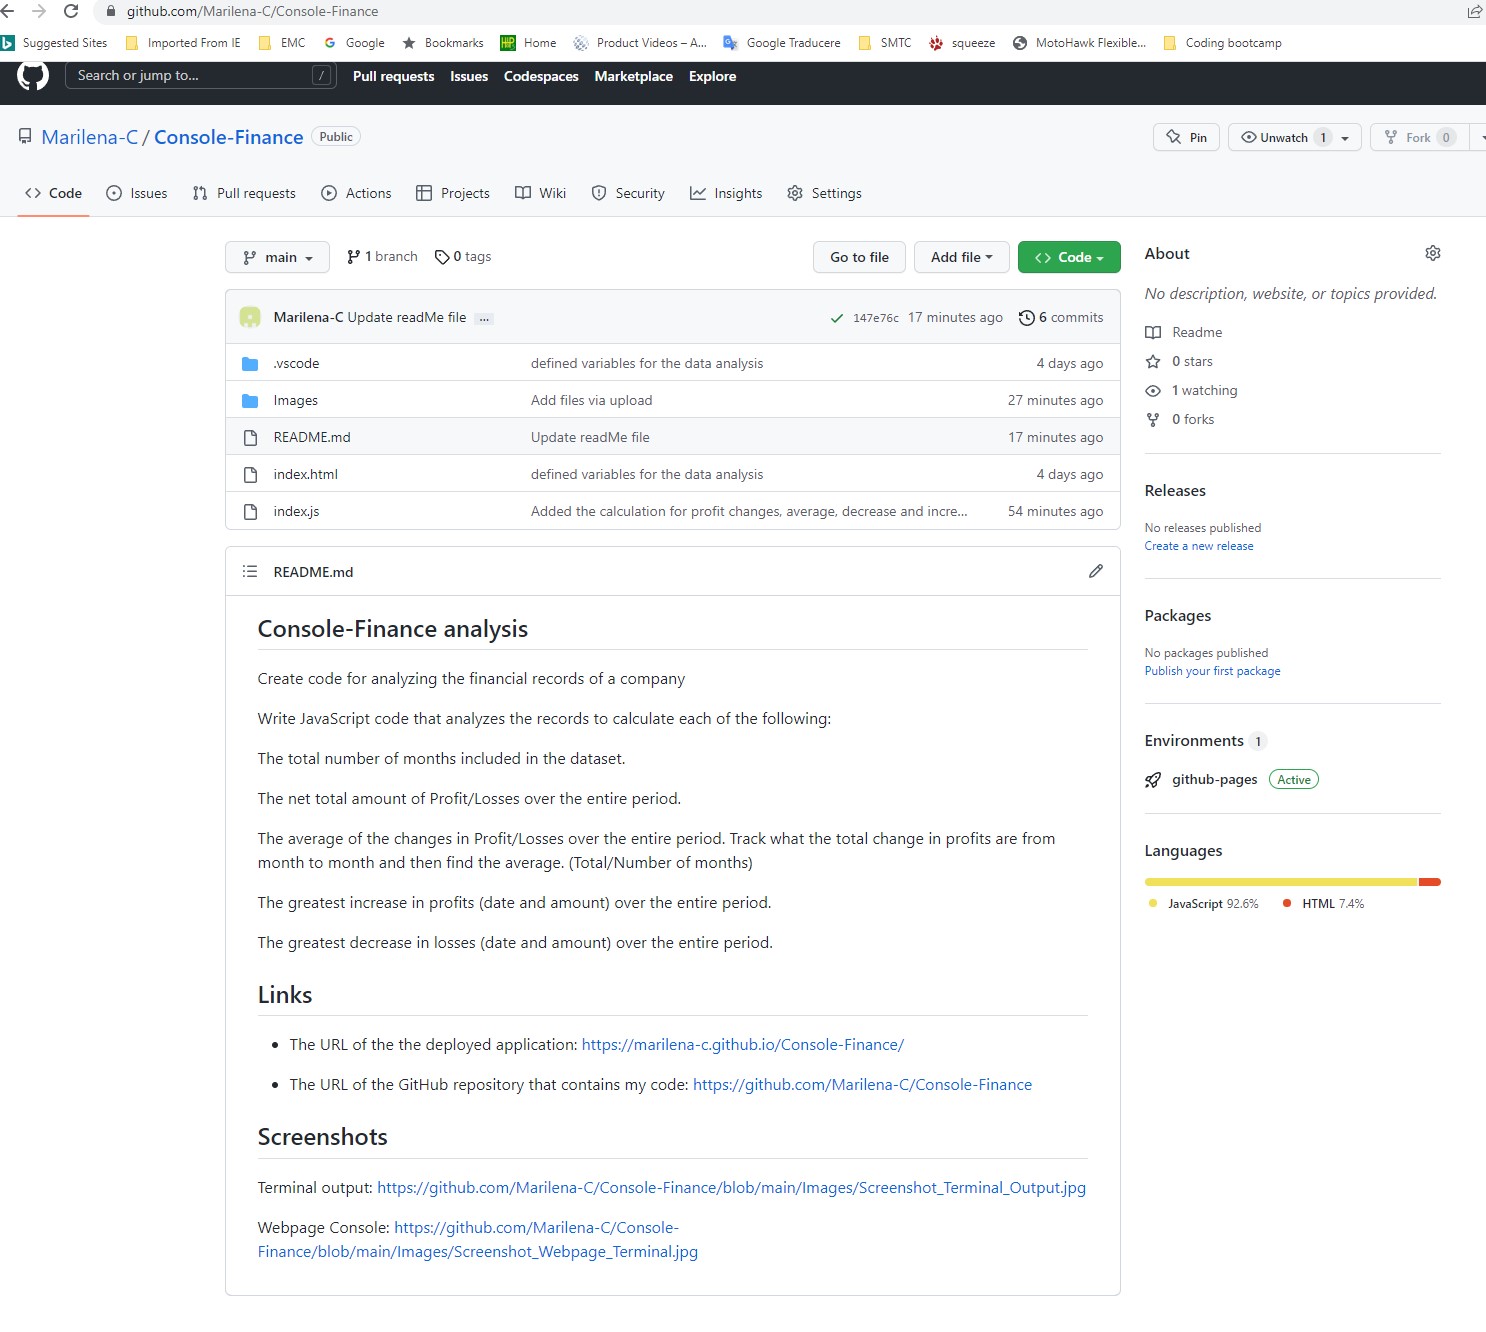 github.com/Marilena-C/Console-Finance
Suggested Sites Imported From IE EMC Google Bookmarks Home Product Videos – A... Google Traducere SMTC squeeze MotoHawk Flexible... Coding bootcamp
Search or jump to... / Pull requests Issues Codespaces Marketplace Explore
Marilena-C / Console-Finance Public Pin Unwatch 1 Fork 0
Code Issues Pull requests Actions Projects Wiki Security Insights Settings
main 1 branch 0 tags Go to file Add file Code
Marilena-C Update readMe file ... 147e76c 17 minutes ago 6 commits
.vscode defined variables for the data analysis 4 days ago
Images Add files via upload 27 minutes ago
README.md Update readMe file 17 minutes ago
index.html defined variables for the data analysis 4 days ago
index.js Added the calculation for profit changes, average, decrease and incre... 54 minutes ago
README.md
Console-Finance analysis
Create code for analyzing the financial records of a company
Write JavaScript code that analyzes the records to calculate each of the following:
The total number of months included in the dataset.
The net total amount of Profit/Losses over the entire period.
The average of the changes in Profit/Losses over the entire period. Track what the total change in profits are from
month to month and then find the average. (Total/Number of months)
The greatest increase in profits (date and amount) over the entire period.
The greatest decrease in losses (date and amount) over the entire period.
Links
• The URL of the the deployed application: https://marilena-c.github.io/Console-Finance/
• The URL of the GitHub repository that contains my code: https://github.com/Marilena-C/Console-Finance
Screenshots
Terminal output: https://github.com/Marilena-C/Console-Finance/blob/main/Images/Screenshot_Terminal_Output.jpg
Webpage Console: https://github.com/Marilena-C/Console-
Finance/blob/main/Images/Screenshot_Webpage_Terminal.jpg
About
No description, website, or topics provided.
Readme
0 stars
1 watching
0 forks
Releases
No releases published
Create a new release
Packages
No packages published
Publish your first package
Environments 1
github-pages Active
Languages
JavaScript 92.6% HTML 7.4%